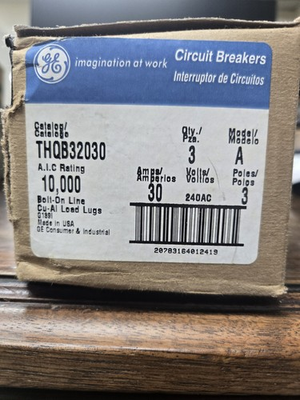 GE
imagination at work
Circuit Breakers
Interruptor de Circuitos
Catalog/ Catálogo
THQB32030
Qty./ Pza.
3
Model/ Modelo
A
A.I.C Rating
10,000
Amps/ Amperios
30
Volts/ Voltios
240AC
Poles/ Polos
3
Bolt-On Line
Cu-Al Load Lugs
Made in USA
GE Consumer & Industrial
20783164012419